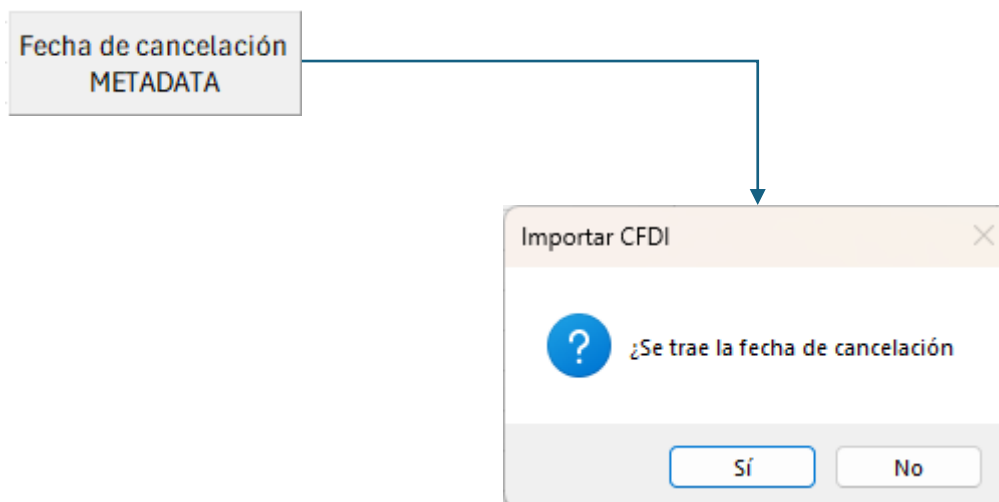 Fecha de cancelación
METADATA
Importar CFDI
¿Se trae la fecha de cancelación
Sí
No